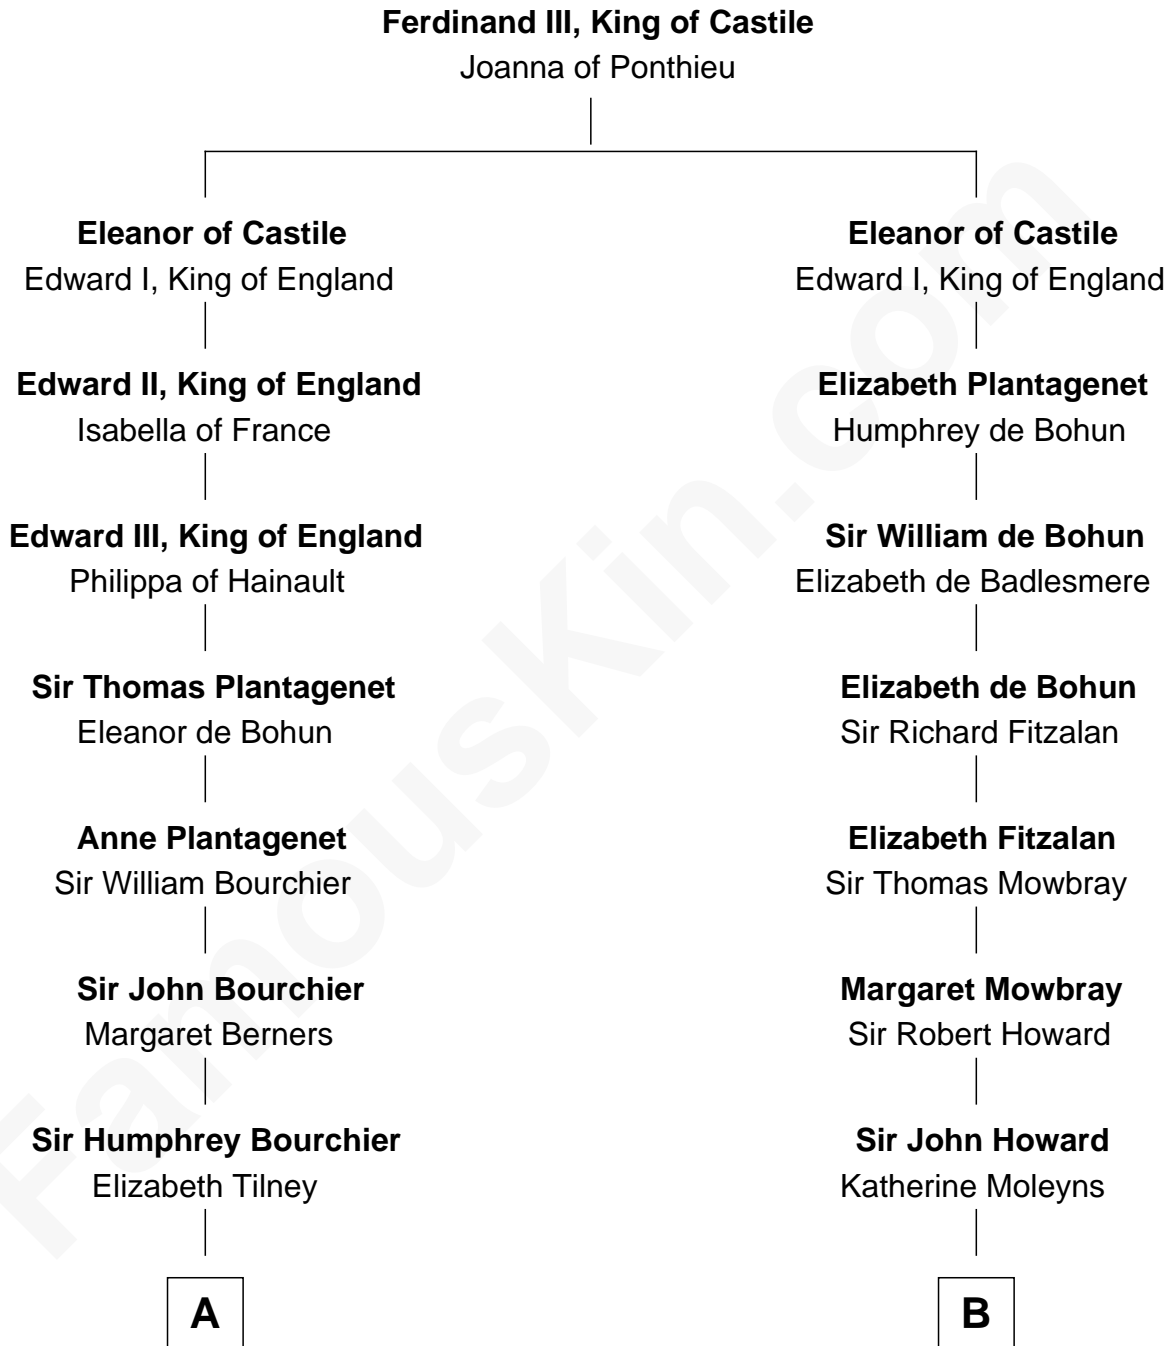 Ferdinand III, King of Castile
Joanna of Ponthieu
Eleanor of Castile
Edward I, King of England
Edward II, King of England
Isabella of France
Edward III, King of England
Philippa of Hainault
Sir Thomas Plantagenet
Eleanor de Bohun
Anne Plantagenet
Sir William Bourchier
Sir John Bourchier
Margaret Berners
Sir Humphrey Bourchier
Elizabeth Tilney
A
Eleanor of Castile
Edward I, King of England
Elizabeth Plantagenet
Humphrey de Bohun
Sir William de Bohun
Elizabeth de Badlesmere
Elizabeth de Bohun
Sir Richard Fitzalan
Elizabeth Fitzalan
Sir Thomas Mowbray
Margaret Mowbray
Sir Robert Howard
Sir John Howard
Katherine Moleyns
B
FamousKin.com